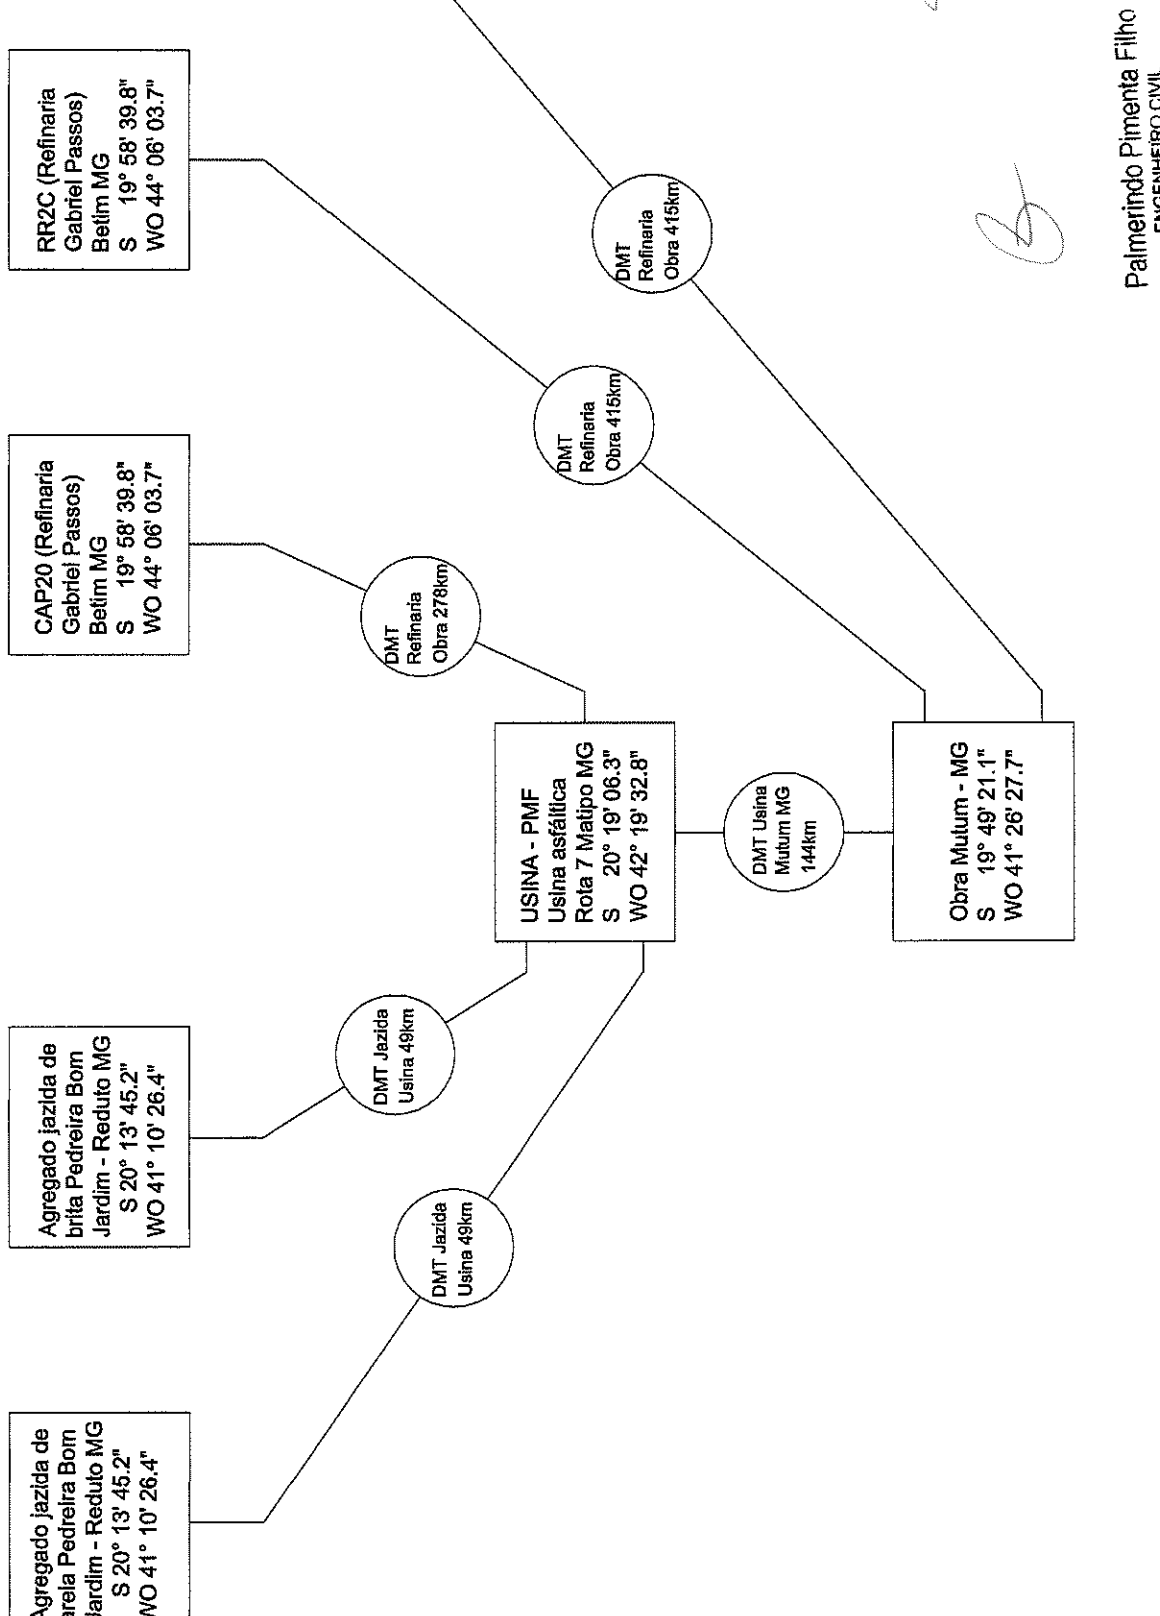 Agregado jazida de
Pedreira Bom
Jardim - Reduto MG
S 20° 13' 45.2"
WO 41° 10' 26.4"
Agregado jazida de
brita Pedreira Bom
Jardim - Reduto MG
S 20° 13' 45.2"
WO 41° 10' 26.4"
CAP20 (Refinaria
Gabriel Passos)
Betim MG
S 19° 58' 39.8"
WO 44° 06' 03.7"
RR2C (Refinaria
Gabriel Passos)
Betim MG
S 19° 58' 39.8"
WO 44° 06' 03.7"
DMT Jazida
Usina 49km
DMT Jazida
Usina 49km
DMT
Refinaria
Obra 278km
DMT
Refinaria
Obra 415km
DMT
Refinaria
Obra 415km
USINA - PMF
Usina asfáltica
Rota 7 Matipo MG
S 20° 19' 06.3"
WO 42° 19' 32.8"
DMT Usina
Mutum MG
144km
Obra Mutum - MG
S 19° 49' 21.1"
WO 41° 26' 27.7"
Palmerindo Pimenta Filho
ENGENHEIRO CIVIL